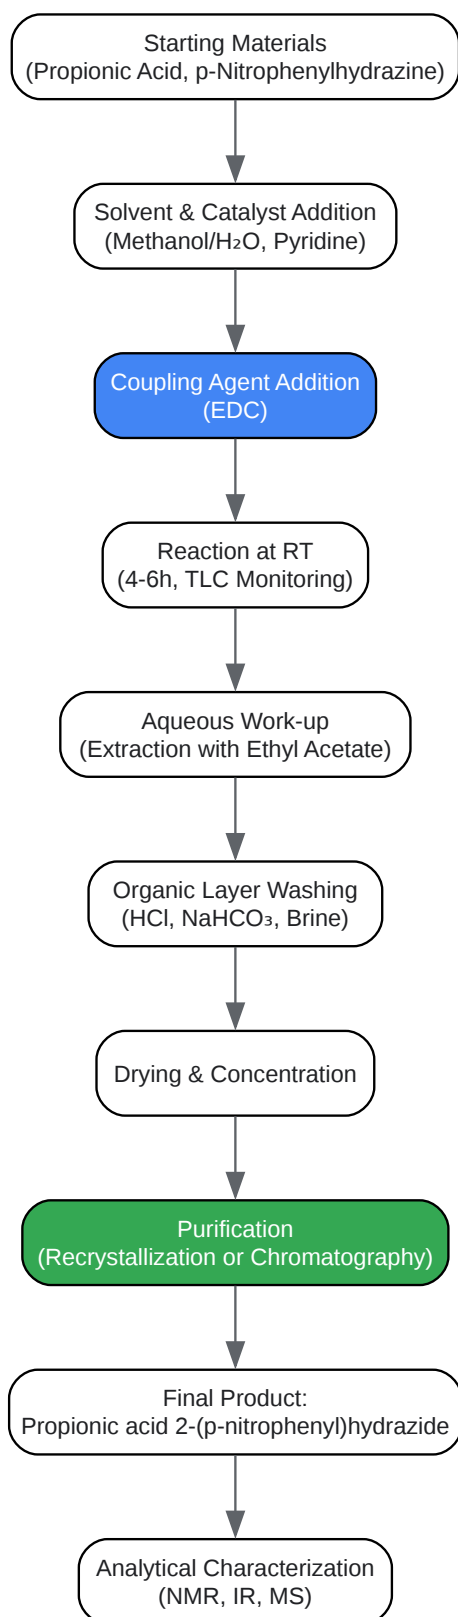 Starting Materials
(Propionic Acid, p-Nitrophenylhydrazine)
Solvent & Catalyst Addition
(Methanol/H₂O, Pyridine)
Coupling Agent Addition
(EDC)
Reaction at RT
(4-6h, TLC Monitoring)
Aqueous Work-up
(Extraction with Ethyl Acetate)
Organic Layer Washing
(HCl, NaHCO₃, Brine)
Drying & Concentration
Purification
(Recrystallization or Chromatography)
Final Product:
Propionic acid 2-(p-nitrophenyl)hydrazide
Analytical Characterization
(NMR, IR, MS)